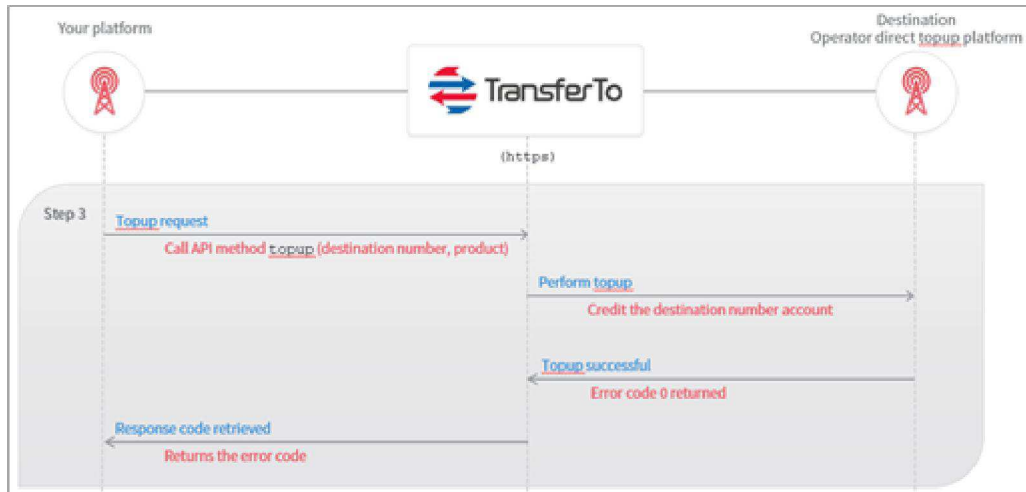 Your platform
Destination
Operator direct topup platform
TransferTo
(https)
Step 3
Topup request
Call API method topup (destination number, product)
Perform topup
Credit the destination number account
Topup successful
Error code 0 returned
Response code retrieved
Returns the error code